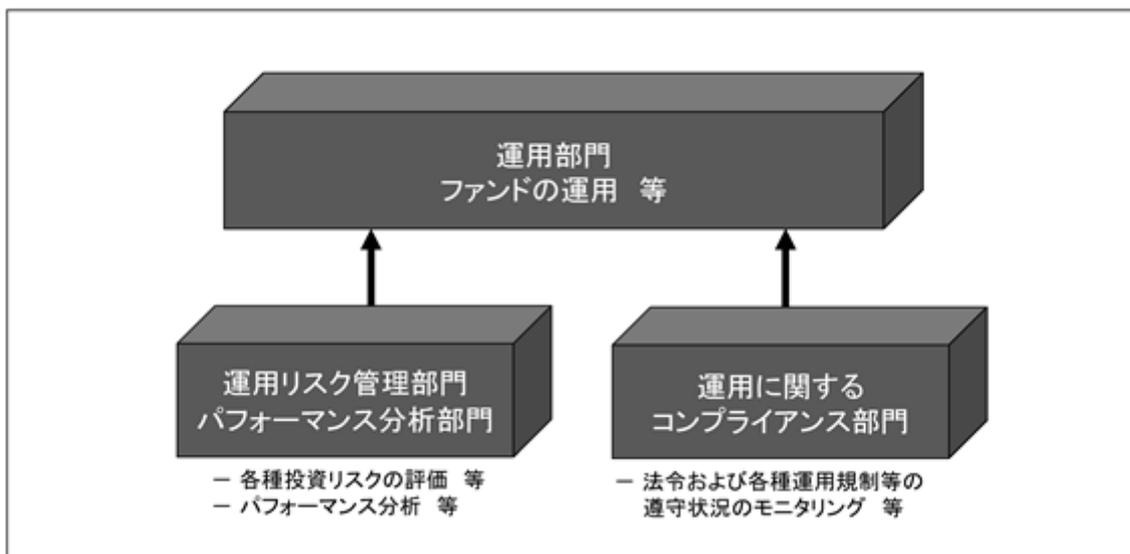 運用部門
ファンドの運用　等
運用リスク管理部門
パフォーマンス分析部門
－ 各種投資リスクの評価　等
－ パフォーマンス分析　等
運用に関する
コンプライアンス部門
－ 法令および各種運用規制等の
遵守状況のモニタリング　等